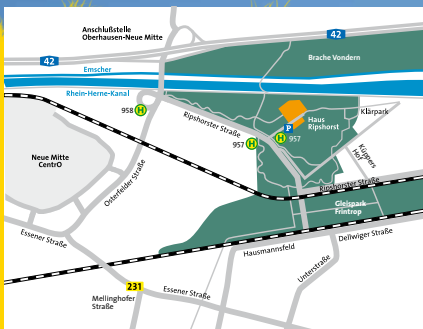 Anschlußstelle
Oberhausen-Neue Mitte
42
42
Brache Vondern
Emscher
Rhein-Herne-Kanal
958 H
Ripshorster Straße
Haus
Ripshorst
P
Klärpark
957 H
H 957
Küppers
Hof
Neue Mitte
CentrO
Osterfelder Straße
Ripshorster Straße
Gleispark
Frintrop
Essener Straße
Hausmannsfeld
Dellwiger Straße
Unterstraße
231
Essener Straße
Mellinghofer
Straße